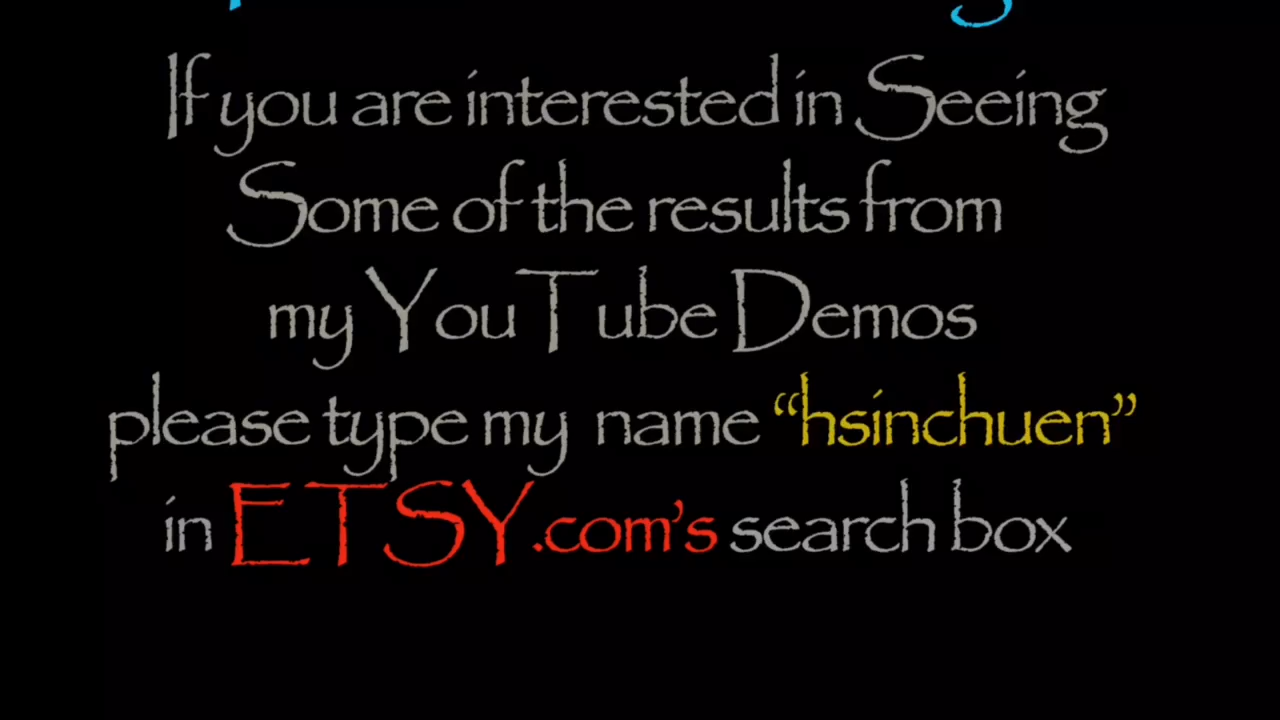 If you are interested in Seeing
Some of the results from
my YouTube Demos
please type my name “hsinchuen”
in ETSY.com’s search box